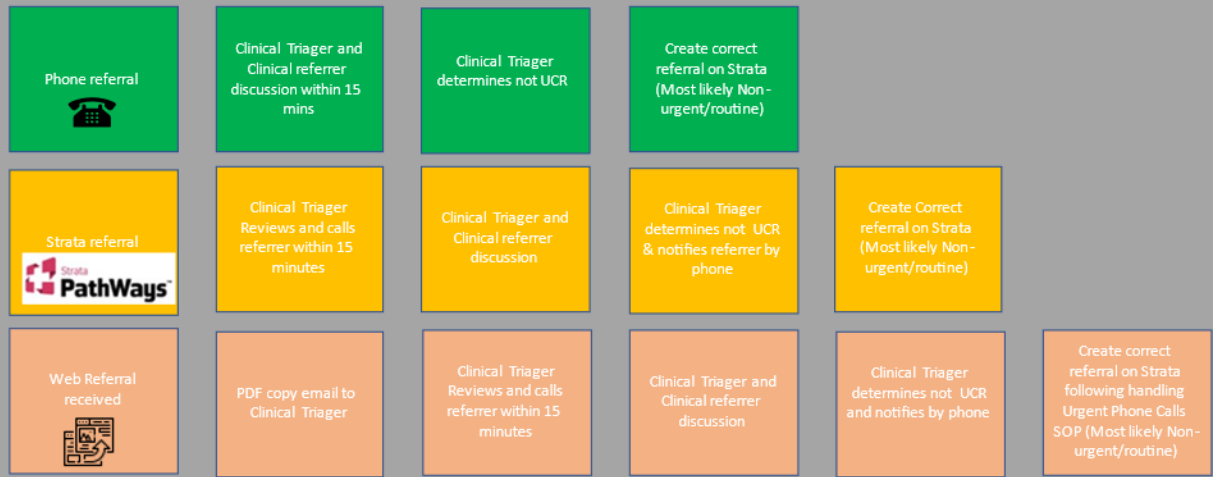 Phone referral
Clinical Triager and
Clinical referrer
discussion within 15
mins
Clinical Triager
determines not UCR
Create correct
referral on Strata
(Most likely Non-
urgent/routine)
Strata referral
Strata
PathWays™
Clinical Triager
Reviews and calls
referrer within 15
minutes
Clinical Triager and
Clinical referrer
discussion
Clinical Triager
determines not UCR
& notifies referrer by
phone
Create Correct
referral on Strata
(Most likely Non-
urgent/routine)
Web Referral
received
PDF copy email to
Clinical Triager
Clinical Triager
Reviews and calls
referrer within 15
minutes
Clinical Triager and
Clinical referrer
discussion
Clinical Triager
determines not UCR
and notifies by phone
Create correct
referral on Strata
following handling
Urgent Phone Calls
SOP (Most likely Non-
urgent/routine)